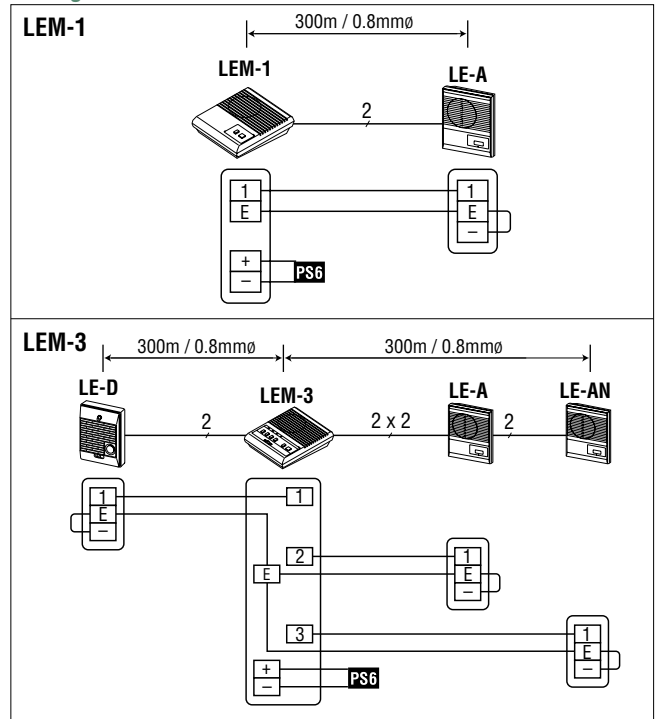 LEM-1
300m / 0.8mmø
LEM-1
LE-A
2
1
E
+
–
PS6
1
E
–
LEM-3
300m / 0.8mmø
300m / 0.8mmø
LE-D
LEM-3
LE-A
LE-AN
2
2 x 2
2
1
E
–
1
2
E
3
+
–
PS6
1
E
–
1
E
–